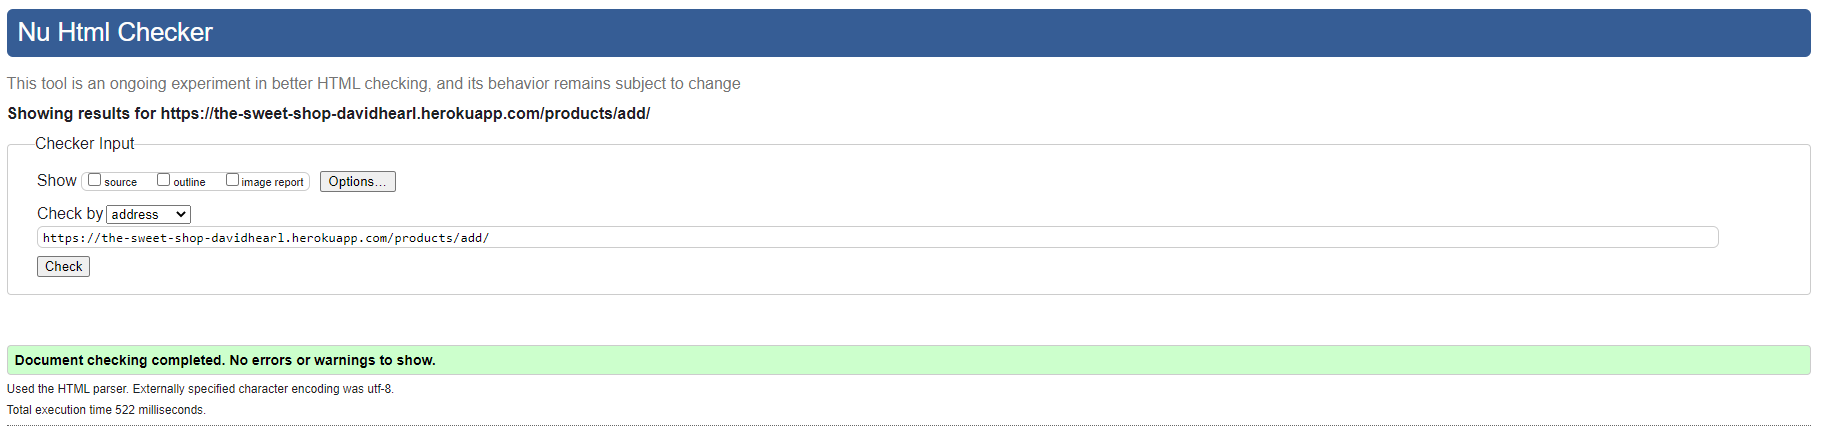 Nu Html Checker
This tool is an ongoing experiment in better HTML checking, and its behavior remains subject to change
Showing results for https://the-sweet-shop-davidhearl.herokuapp.com/products/add/
Checker Input
Show source outline image report Options...
Check by address
https://the-sweet-shop-davidhearl.herokuapp.com/products/add/
Check
Document checking completed. No errors or warnings to show.
Used the HTML parser. Externally specified character encoding was utf-8.
Total execution time 522 milliseconds.